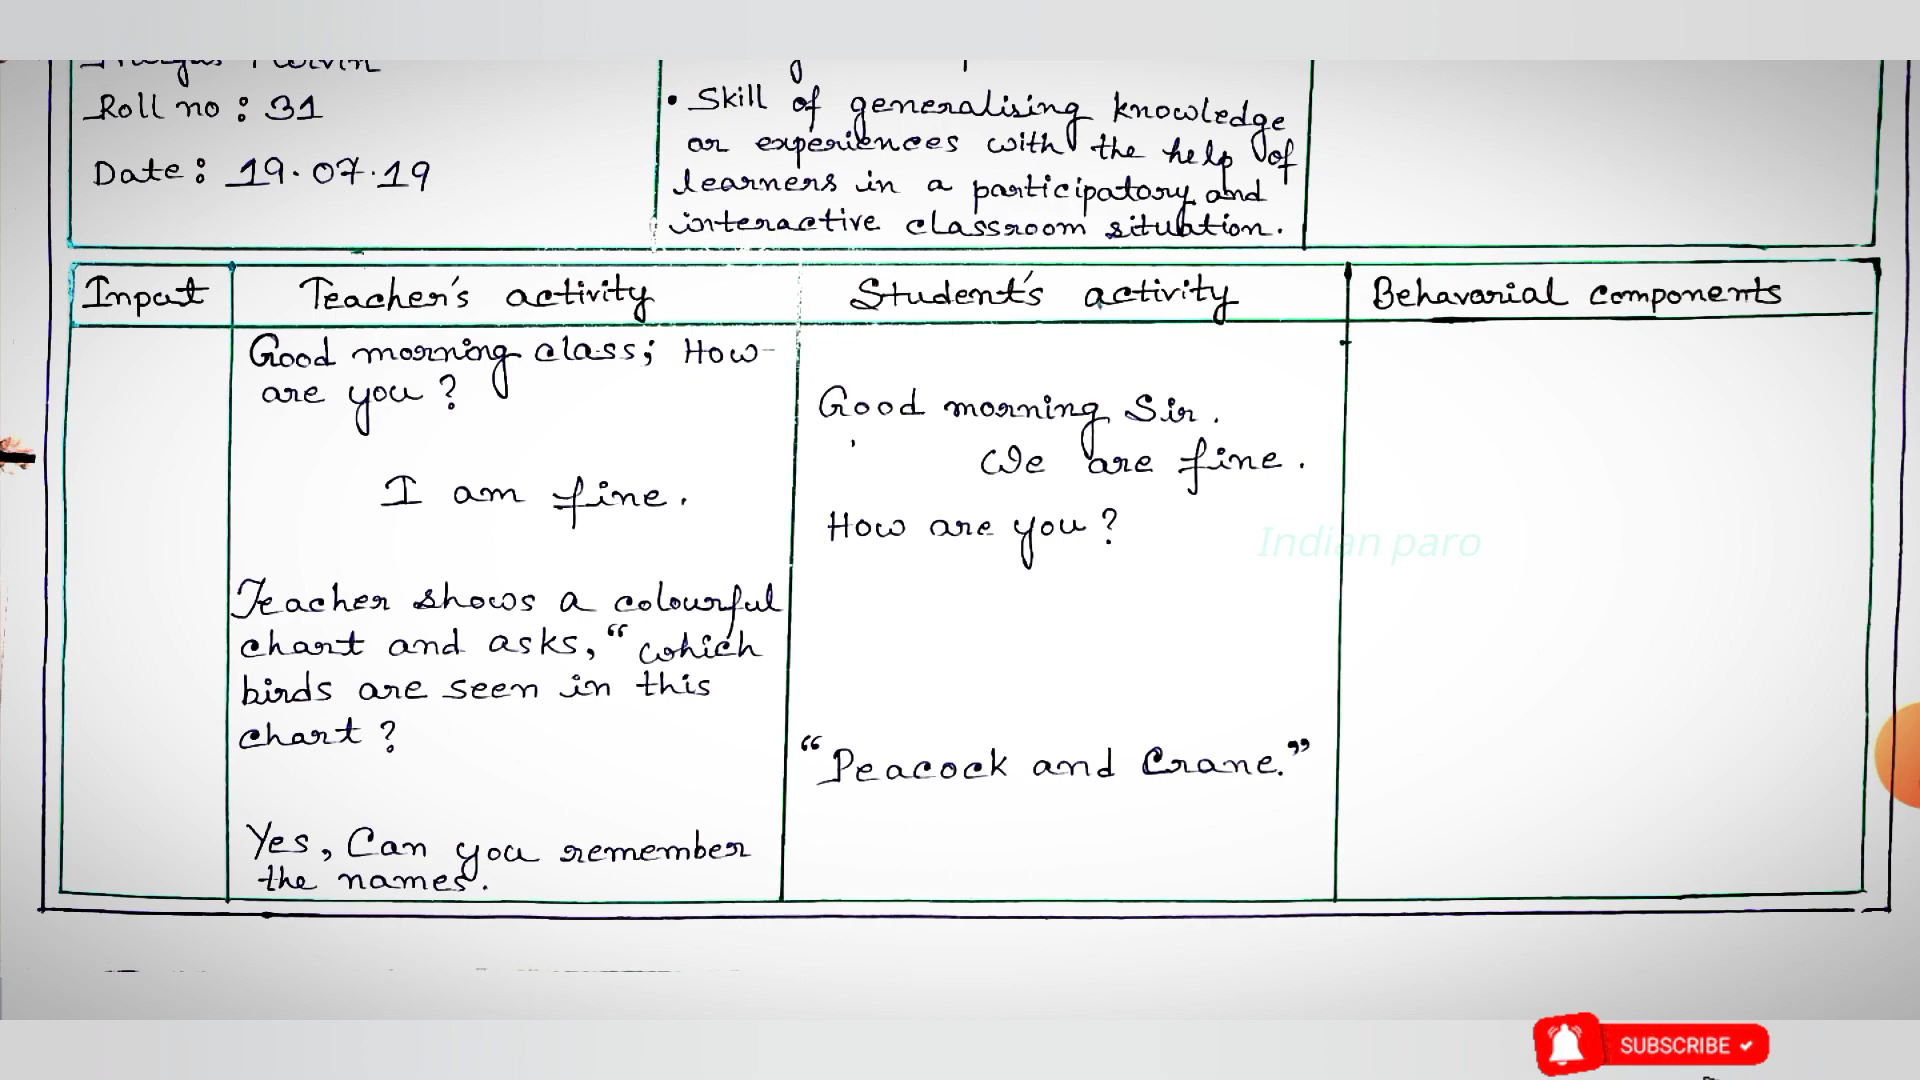 Roll no : 31
Date : 19.07.19
• Skill of generalising knowledge
or experiences with the help of
learners in a participatory and
interactive classroom situation.
Input
Teacher's activity
Student's activity
Behavorial components
Good morning class; How
are you ?
I am fine.
Teacher shows a colourful
chart and asks, “ which
birds are seen in this
chart ?
Yes, Can you remember
the names.
Good morning Sir.
We are fine.
How are you ?
“Peacock and Crane.”
Indian paro
SUBSCRIBE